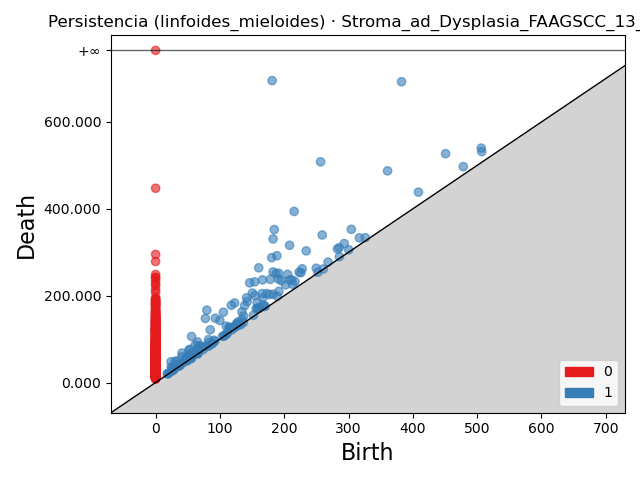 Persistencia (linfoides_mieloides) · Stroma_ad_Dysplasia_FAAGSCC_13_
+∞
600.000
400.000
200.000
0.000
Death
0
1
0 100 200 300 400 500 600 700
Birth